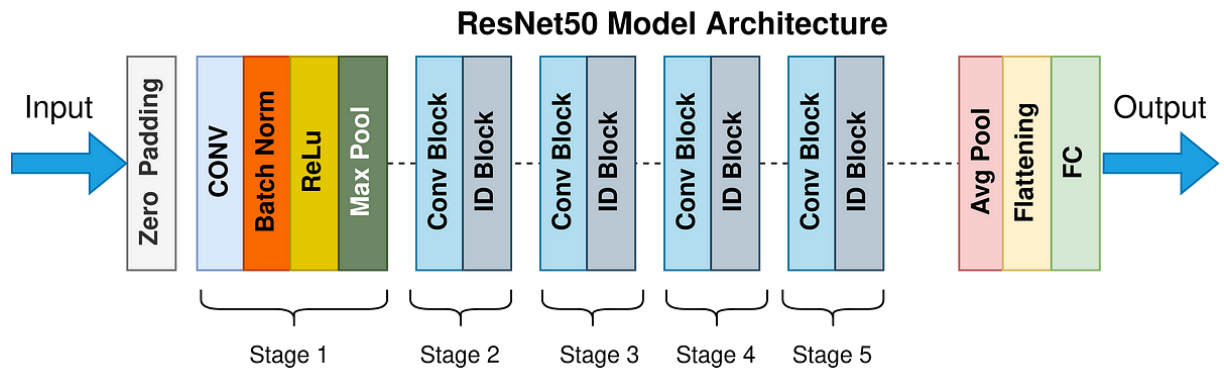 ResNet50 Model Architecture
Input
Zero Padding
CONV
Batch Norm
ReLu
Max Pool
Conv Block
ID Block
Conv Block
ID Block
Conv Block
ID Block
Conv Block
ID Block
Avg Pool
Flattening
FC
Output
Stage 1
Stage 2
Stage 3
Stage 4
Stage 5